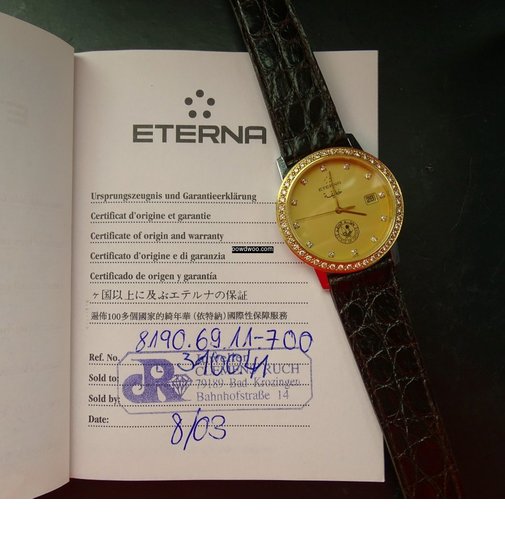 ETERNA
Ursprungszeugnis und Garantieerklärung
Certificat d'origine et garantie
Certificate of origin and warranty
Certificato d'origine e di garanzia
Certificado de origen y garantía
ヶ国以上に及ぶエテルナの保証
遍佈100多個國家的綺年華(依特納)國際性保障服務
8190.69.11-700
Ref. No.
310041
Sold to:
79189 Bad Krozingen
Sold by:
Bahnhofstraße 14
Date:
8/03
ETERNA
powdwoo.com